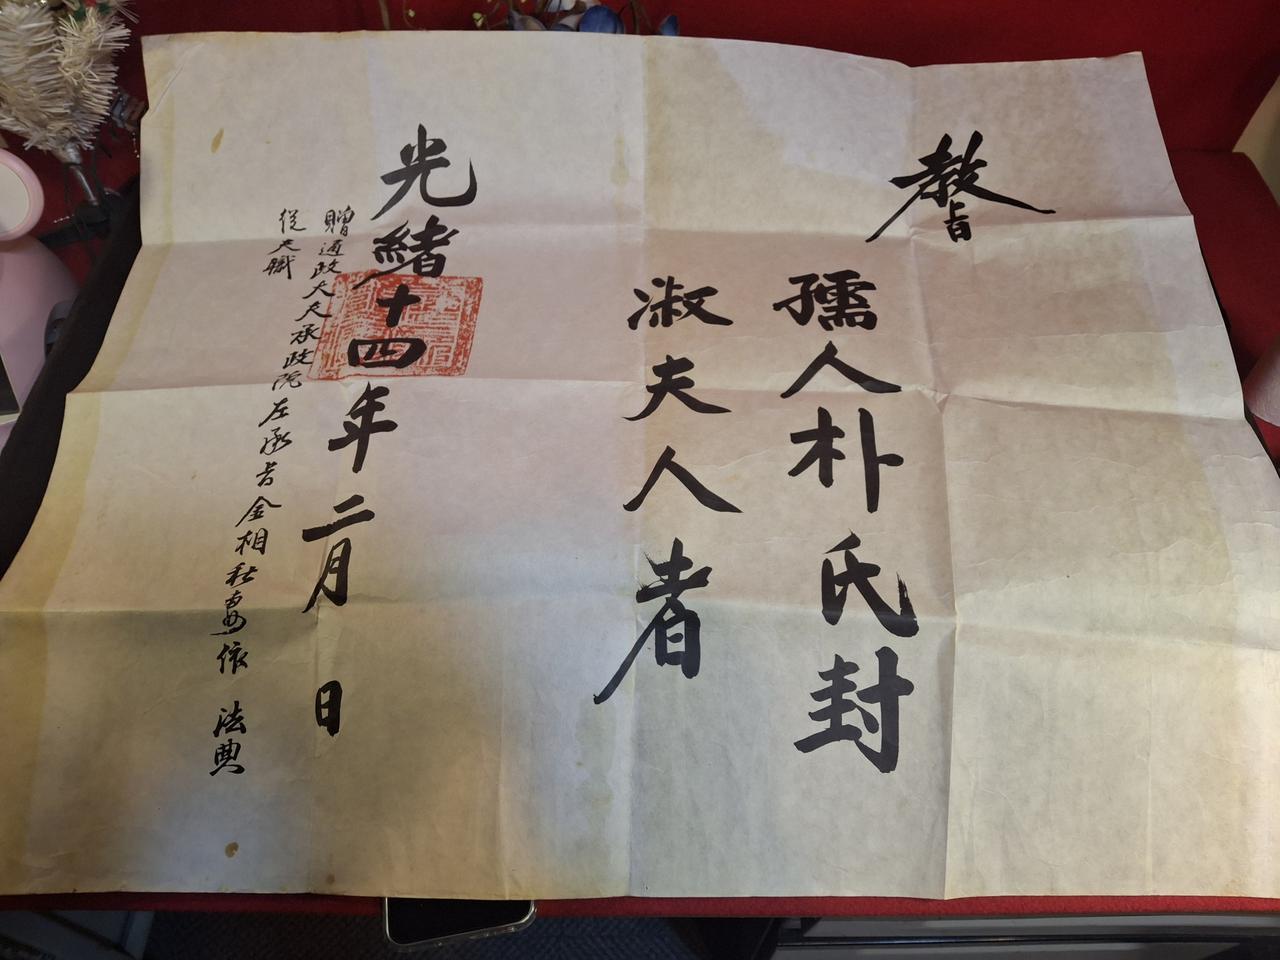 敎旨
孺人朴氏封
淑夫人者
光緖十四年二月 日
贈通政大夫承政院左承旨金相秋妻依 法典
從夫職